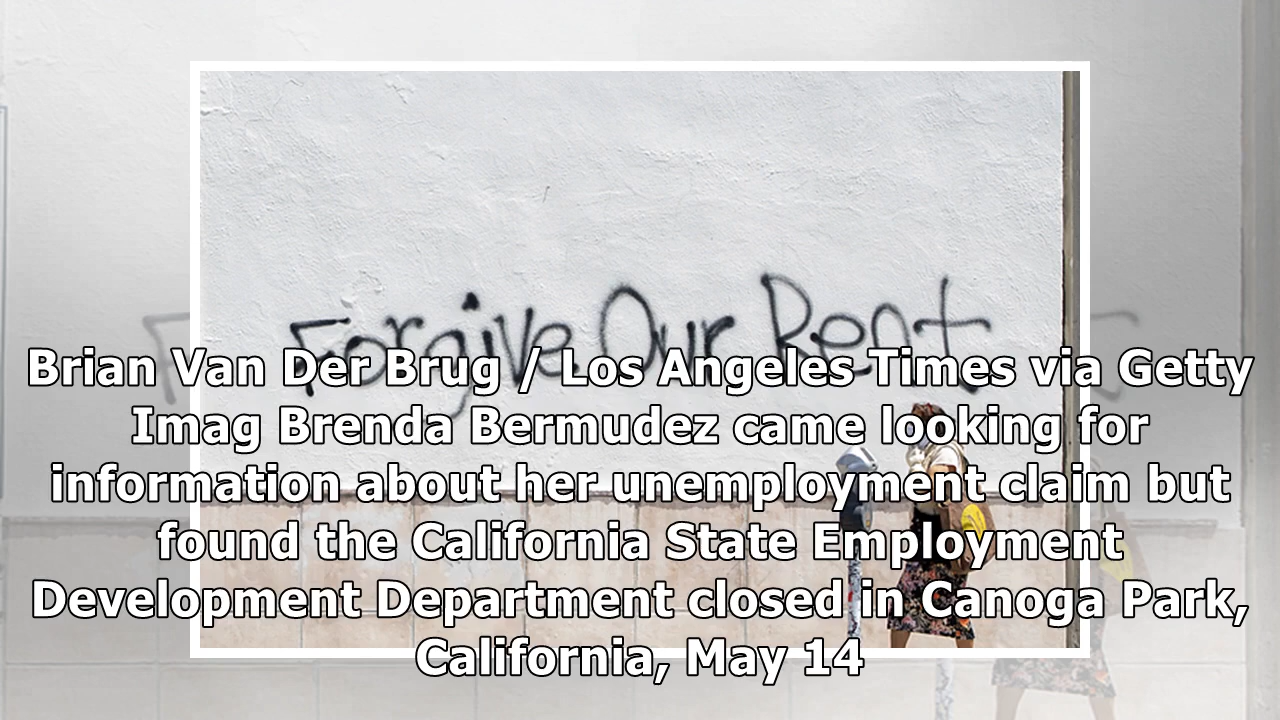 Forgive Our Rent
Brian Van Der Brug / Los Angeles Times via Getty
Imag Brenda Bermudez came looking for
information about her unemployment claim but
found the California State Employment
Development Department closed in Canoga Park,
California, May 14